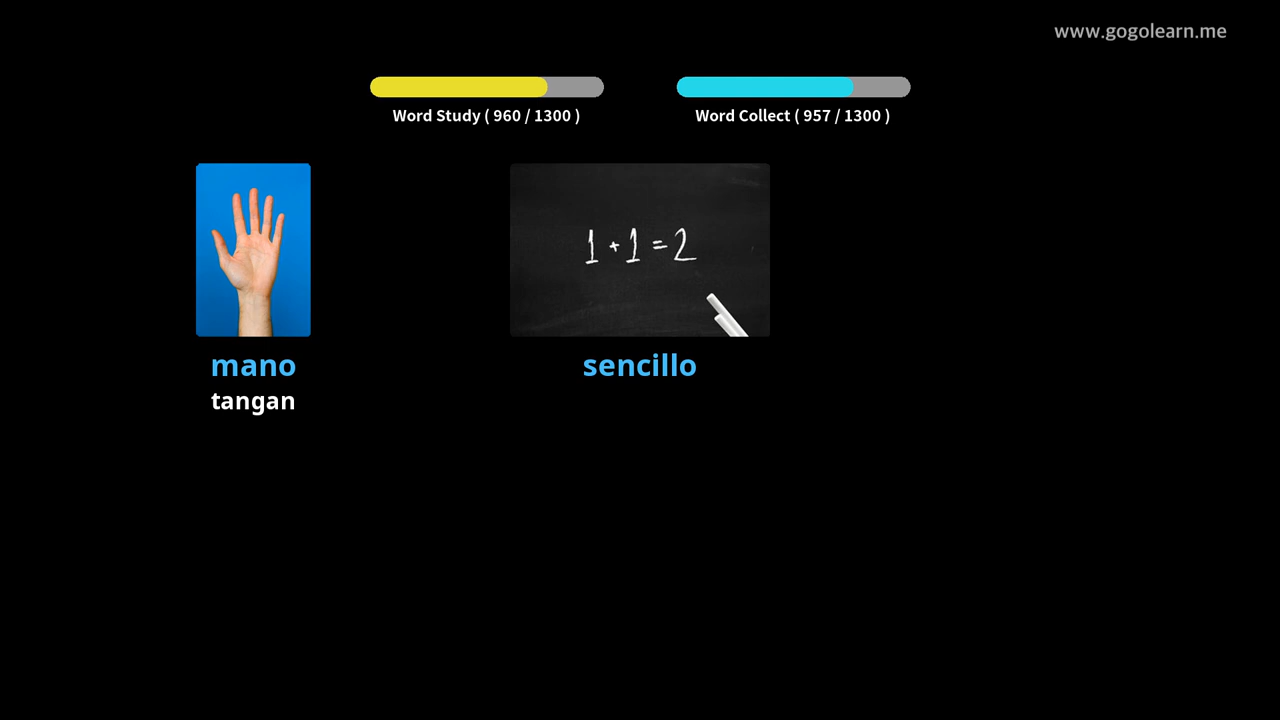 www.gogolearn.me
Word Study ( 960 / 1300 )
Word Collect ( 957 / 1300 )
1 + 1 = 2
mano
tangan
sencillo